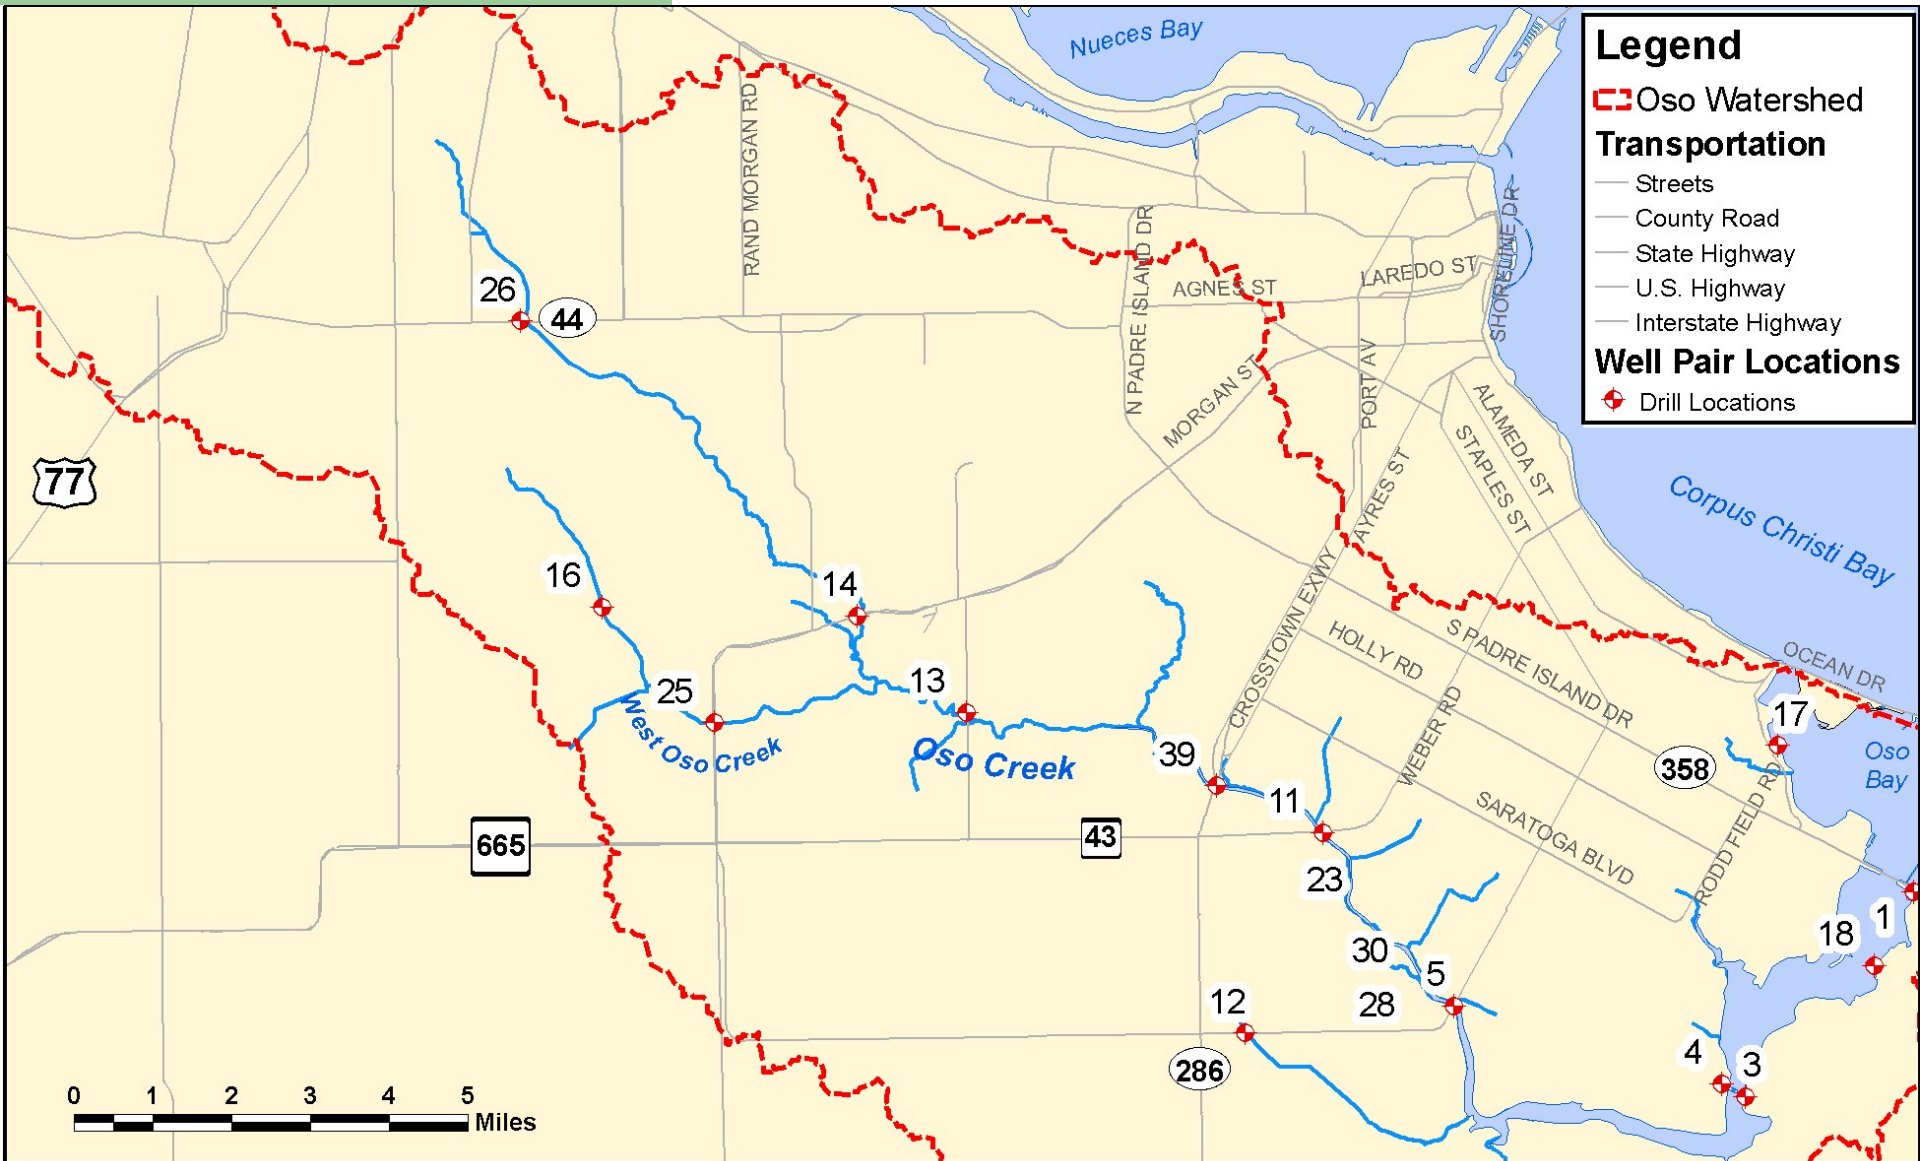 Nueces Bay
Legend
Oso Watershed
Transportation
Streets
County Road
State Highway
U.S. Highway
Interstate Highway
Well Pair Locations
Drill Locations
RAND MORGAN RD
N PADRE ISLAND DR
SHORELINE DR
LAREDO ST
AGNES ST
26
44
PORT AV
MORGAN ST
ALAMEDA ST
STAPLES ST
AYRES ST
77
Corpus Christi Bay
16
14
CROSSTOWN EXWY
HOLLY RD
S PADRE ISLAND DR
OCEAN DR
25
13
West Oso Creek
Oso Creek
WEBER RD
17
39
358
Oso
Bay
11
SARATOGA BLVD
RODD FIELD RD
665
43
23
18
1
30
5
12
28
4
3
286
0 1 2 3 4 5
Miles